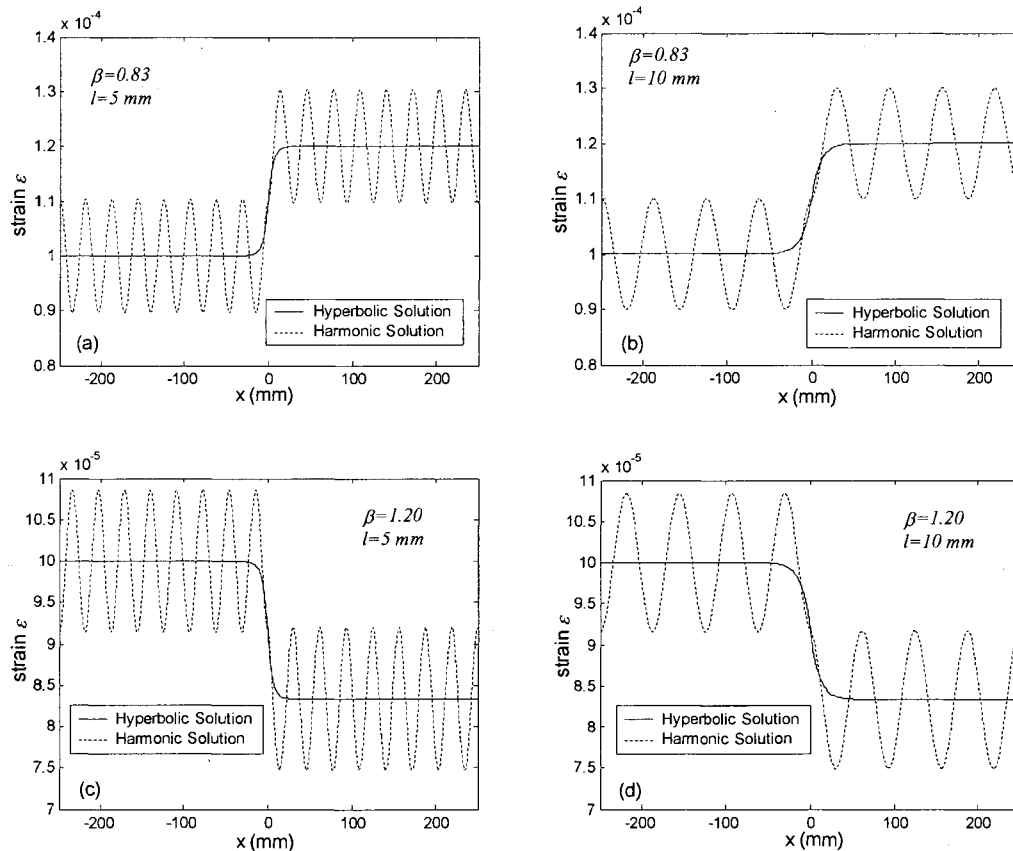 x 10-4
1.4
1.3
1.2
1.1
1
0.9
0.8
strain ε
β=0.83
l=5 mm
Hyperbolic Solution
Harmonic Solution
(a)
-200
-100
0
100
200
x (mm)
x 10-4
1.4
1.3
1.2
1.1
1
0.9
0.8
strain ε
β=0.83
l=10 mm
Hyperbolic Solution
Harmonic Solution
(b)
-200
-100
0
100
200
x (mm)
x 10-5
11
10.5
10
9.5
9
8.5
8
7.5
7
strain ε
β=1.20
l=5 mm
Hyperbolic Solution
Harmonic Solution
(c)
-200
-100
0
100
200
x (mm)
x 10-5
11
10.5
10
9.5
9
8.5
8
7.5
7
strain ε
β=1.20
l=10 mm
Hyperbolic Solution
Harmonic Solution
(d)
-200
-100
0
100
200
x (mm)